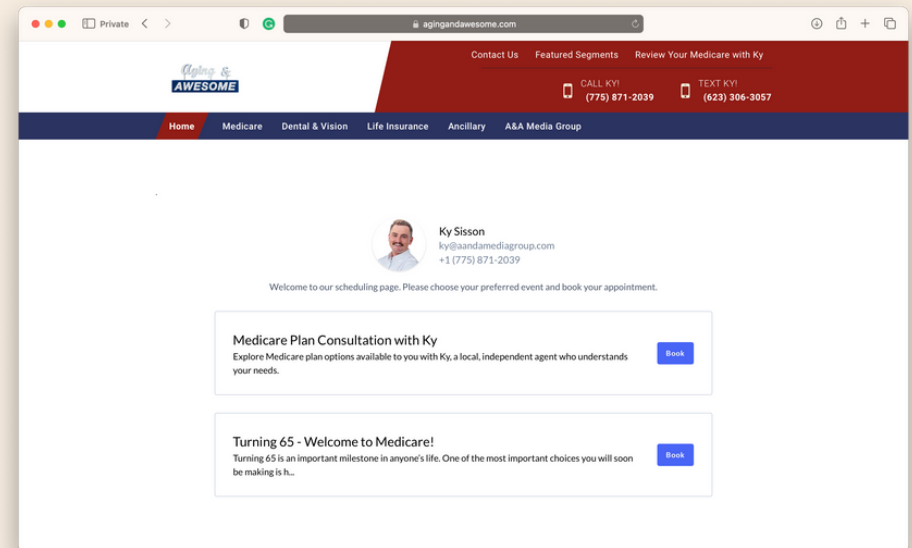 Private
agingandawesome.com
Contact Us Featured Segments Review Your Medicare with Ky
Aging &
AWESOME
CALL KY!
(775) 871-2039
TEXT KY!
(623) 306-3057
Home Medicare Dental & Vision Life Insurance Ancillary A&A Media Group
Ky Sisson
ky@aandamediagroup.com
+1 (775) 871-2039
Welcome to our scheduling page. Please choose your preferred event and book your appointment.
Medicare Plan Consultation with Ky
Explore Medicare plan options available to you with Ky, a local, independent agent who understands
your needs.
Book
Turning 65 - Welcome to Medicare!
Turning 65 is an important milestone in anyone's life. One of the most important choices you will soon
be making is h...
Book